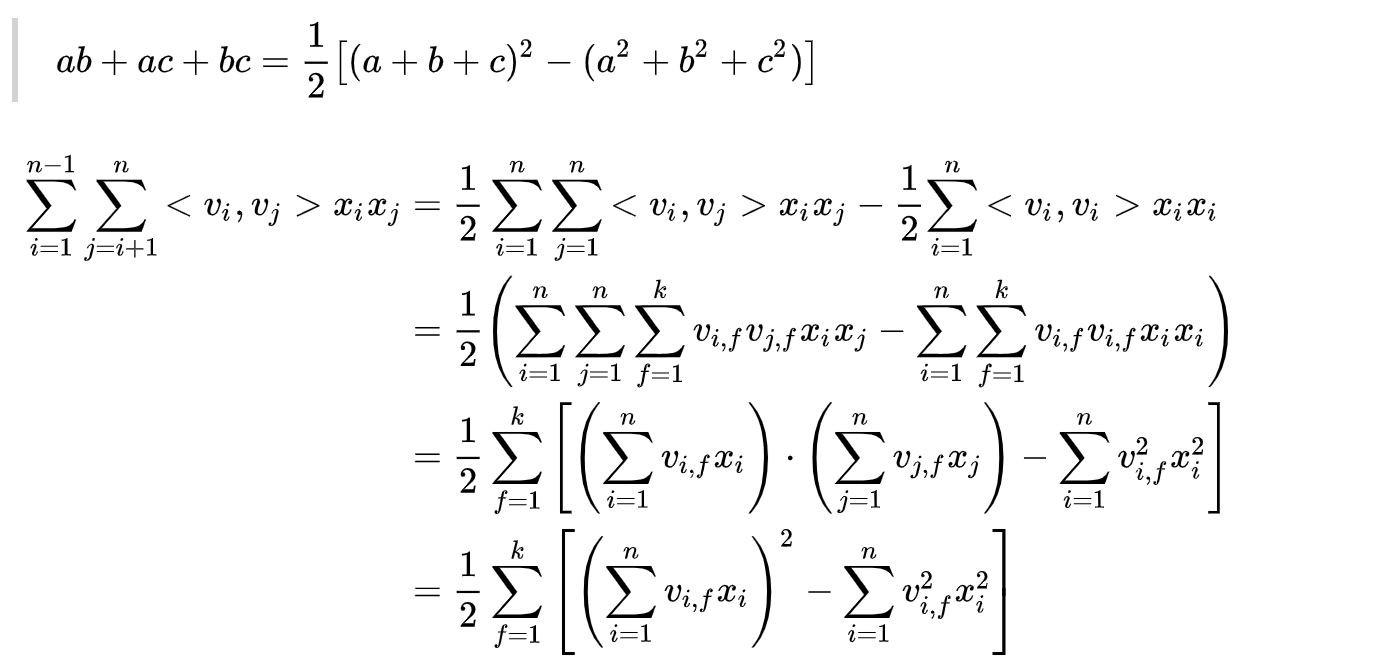 $ab + ac + bc = \frac{1}{2}\left[(a + b + c)^2 - (a^2 + b^2 + c^2)\right]$
$\sum_{i=1}^{n-1} \sum_{j=i+1}^{n} < v_i, v_j > x_i x_j = \frac{1}{2} \sum_{i=1}^{n} \sum_{j=1}^{n} < v_i, v_j > x_i x_j - \frac{1}{2} \sum_{i=1}^{n} < v_i, v_i > x_i x_i$
$= \frac{1}{2} \left( \sum_{i=1}^{n} \sum_{j=1}^{n} \sum_{f=1}^{k} v_{i,f} v_{j,f} x_i x_j - \sum_{i=1}^{n} \sum_{f=1}^{k} v_{i,f} v_{i,f} x_i x_i \right)$
$= \frac{1}{2} \sum_{f=1}^{k} \left[ \left( \sum_{i=1}^{n} v_{i,f} x_i \right) \cdot \left( \sum_{j=1}^{n} v_{j,f} x_j \right) - \sum_{i=1}^{n} v_{i,f}^2 x_i^2 \right]$
$= \frac{1}{2} \sum_{f=1}^{k} \left[ \left( \sum_{i=1}^{n} v_{i,f} x_i \right)^2 - \sum_{i=1}^{n} v_{i,f}^2 x_i^2 \right]$